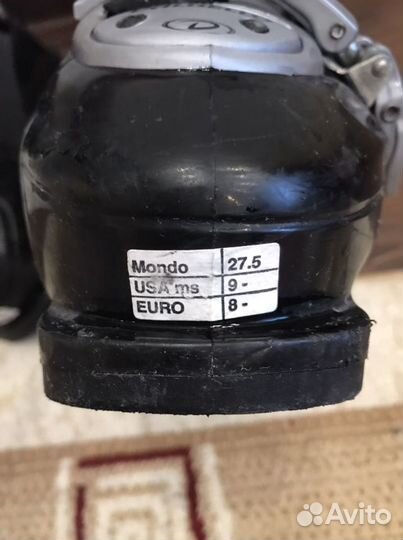 Mondo 27.5
USA ms 9 -
EURO 8 -
Avito